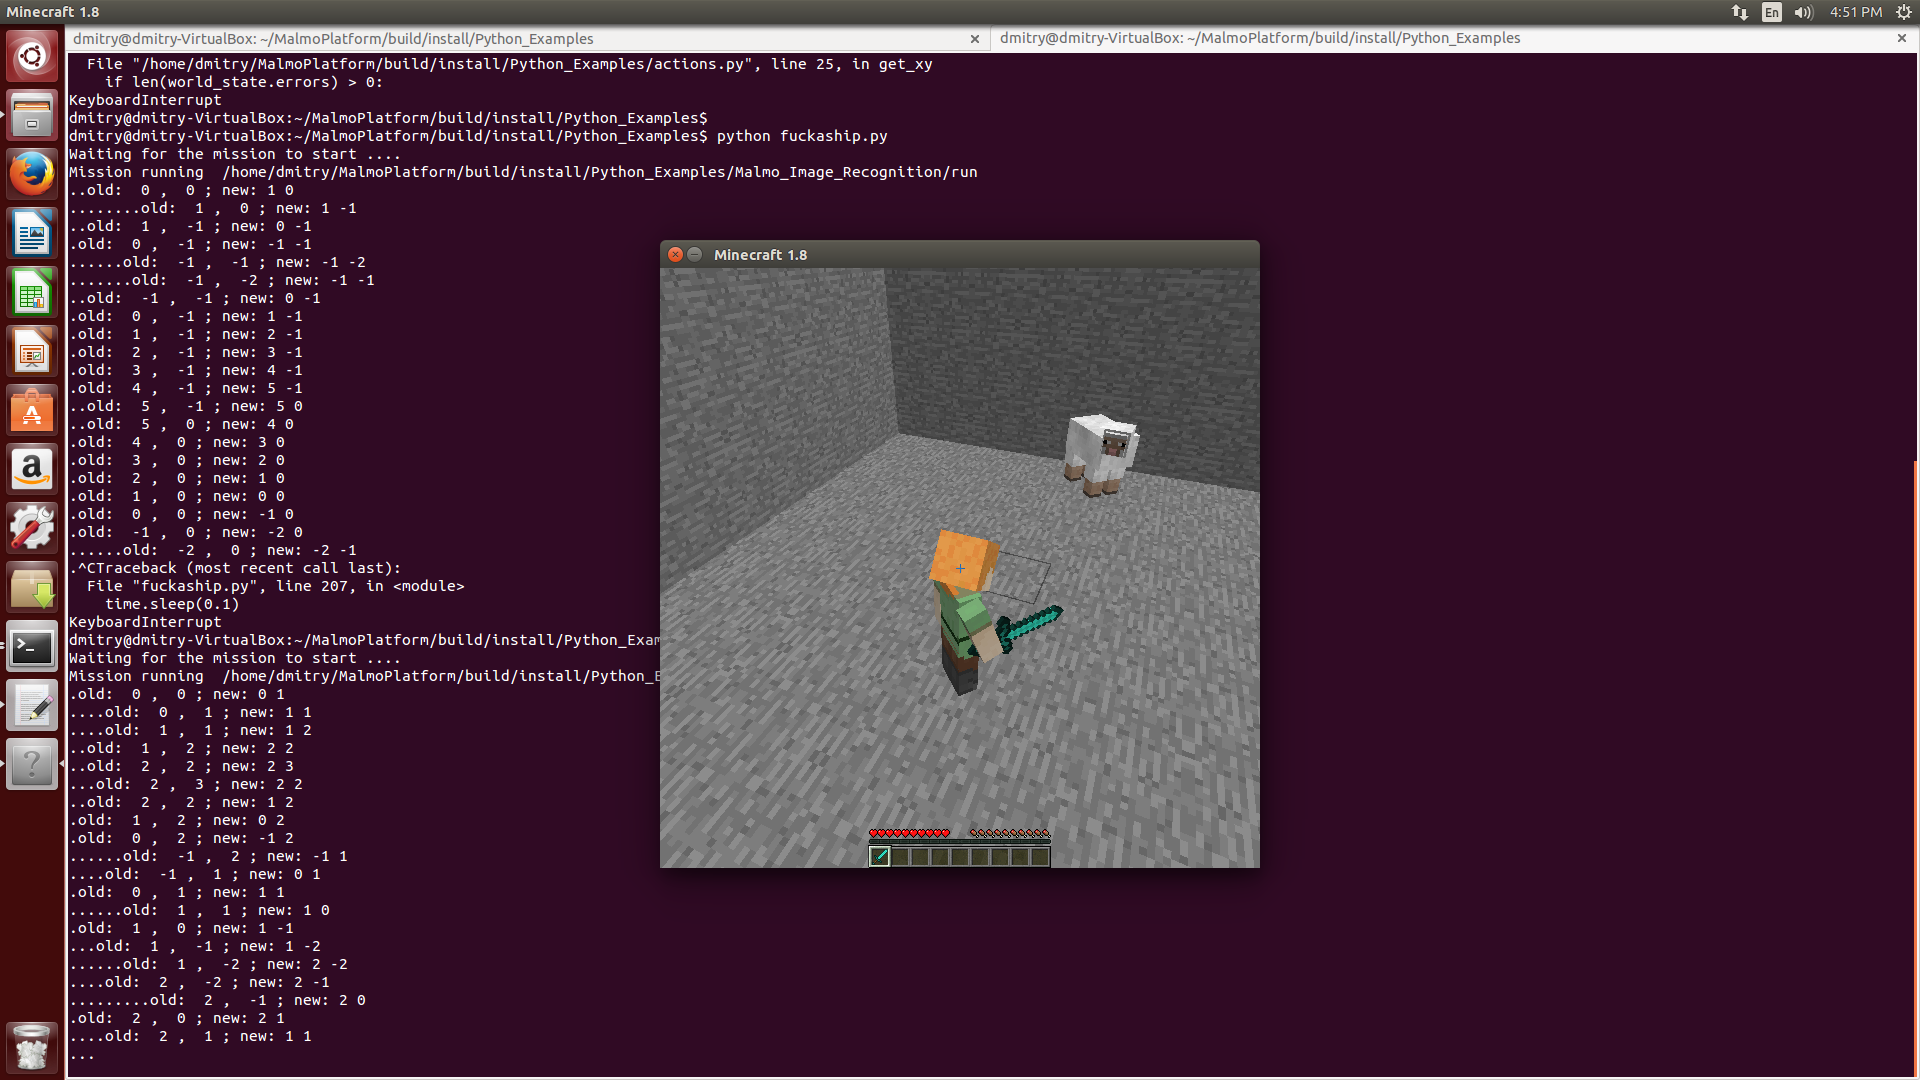 Minecraft 1.8
En
4:51 PM
dmitry@dmitry-VirtualBox: ~/MalmoPlatform/build/install/Python_Examples
dmitry@dmitry-VirtualBox: ~/MalmoPlatform/build/install/Python_Examples
File "/home/dmitry/MalmoPlatform/build/install/Python_Examples/actions.py", line 25, in get_xy
if len(world_state.errors) > 0:
KeyboardInterrupt
dmitry@dmitry-VirtualBox:~/MalmoPlatform/build/install/Python_Examples$
dmitry@dmitry-VirtualBox:~/MalmoPlatform/build/install/Python_Examples$ python fuckaship.py
Waiting for the mission to start ....
Mission running  /home/dmitry/MalmoPlatform/build/install/Python_Examples/Malmo_Image_Recognition/run
..old:  0 ,  0 ; new: 1 0
........old:  1 ,  0 ; new: 1 -1
..old:  1 ,  -1 ; new: 0 -1
.old:  0 ,  -1 ; new: -1 -1
......old:  -1 ,  -1 ; new: -1 -2
.......old:  -1 ,  -2 ; new: -1 -1
..old:  -1 ,  -1 ; new: 0 -1
.old:  0 ,  -1 ; new: 1 -1
.old:  1 ,  -1 ; new: 2 -1
.old:  2 ,  -1 ; new: 3 -1
.old:  3 ,  -1 ; new: 4 -1
.old:  4 ,  -1 ; new: 5 -1
..old:  5 ,  -1 ; new: 5 0
..old:  5 ,  0 ; new: 4 0
.old:  4 ,  0 ; new: 3 0
.old:  3 ,  0 ; new: 2 0
.old:  2 ,  0 ; new: 1 0
.old:  1 ,  0 ; new: 0 0
.old:  0 ,  0 ; new: -1 0
.old:  -1 ,  0 ; new: -2 0
......old:  -2 ,  0 ; new: -2 -1
.^CTraceback (most recent call last):
File "fuckaship.py", line 207, in <module>
time.sleep(0.1)
KeyboardInterrupt
dmitry@dmitry-VirtualBox:~/MalmoPlatform/build/install/Python_Exam
Waiting for the mission to start ....
Mission running  /home/dmitry/MalmoPlatform/build/install/Python_E
.old:  0 ,  0 ; new: 0 1
....old:  0 ,  1 ; new: 1 1
....old:  1 ,  1 ; new: 1 2
..old:  1 ,  2 ; new: 2 2
..old:  2 ,  2 ; new: 2 3
...old:  2 ,  3 ; new: 2 2
..old:  2 ,  2 ; new: 1 2
.old:  1 ,  2 ; new: 0 2
.old:  0 ,  2 ; new: -1 2
......old:  -1 ,  2 ; new: -1 1
....old:  -1 ,  1 ; new: 0 1
.old:  0 ,  1 ; new: 1 1
......old:  1 ,  1 ; new: 1 0
.old:  1 ,  0 ; new: 1 -1
...old:  1 ,  -1 ; new: 1 -2
......old:  1 ,  -2 ; new: 2 -2
....old:  2 ,  -2 ; new: 2 -1
.........old:  2 ,  -1 ; new: 2 0
.old:  2 ,  0 ; new: 2 1
....old:  2 ,  1 ; new: 1 1
...
Minecraft 1.8